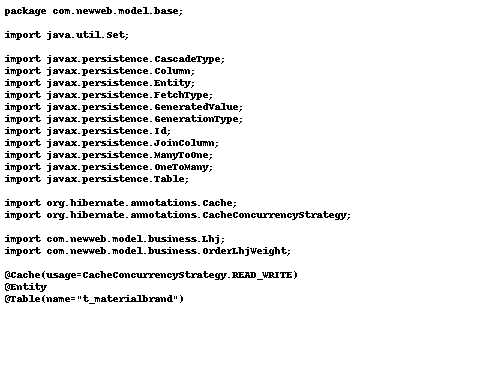 package com.newweb.model.base;
import java.util.Set;
import javax.persistence.CascadeType;
import javax.persistence.Column;
import javax.persistence.Entity;
import javax.persistence.FetchType;
import javax.persistence.GeneratedValue;
import javax.persistence.GenerationType;
import javax.persistence.Id;
import javax.persistence.JoinColumn;
import javax.persistence.ManyToOne;
import javax.persistence.OneToMany;
import javax.persistence.Table;
import org.hibernate.annotations.Cache;
import org.hibernate.annotations.CacheConcurrencyStrategy;
import com.newweb.model.business.Lhj;
import com.newweb.model.business.OrderLhjWeight;
@Cache(usage=CacheConcurrencyStrategy.READ_WRITE)
@Entity
@Table(name="t_materialbrand")